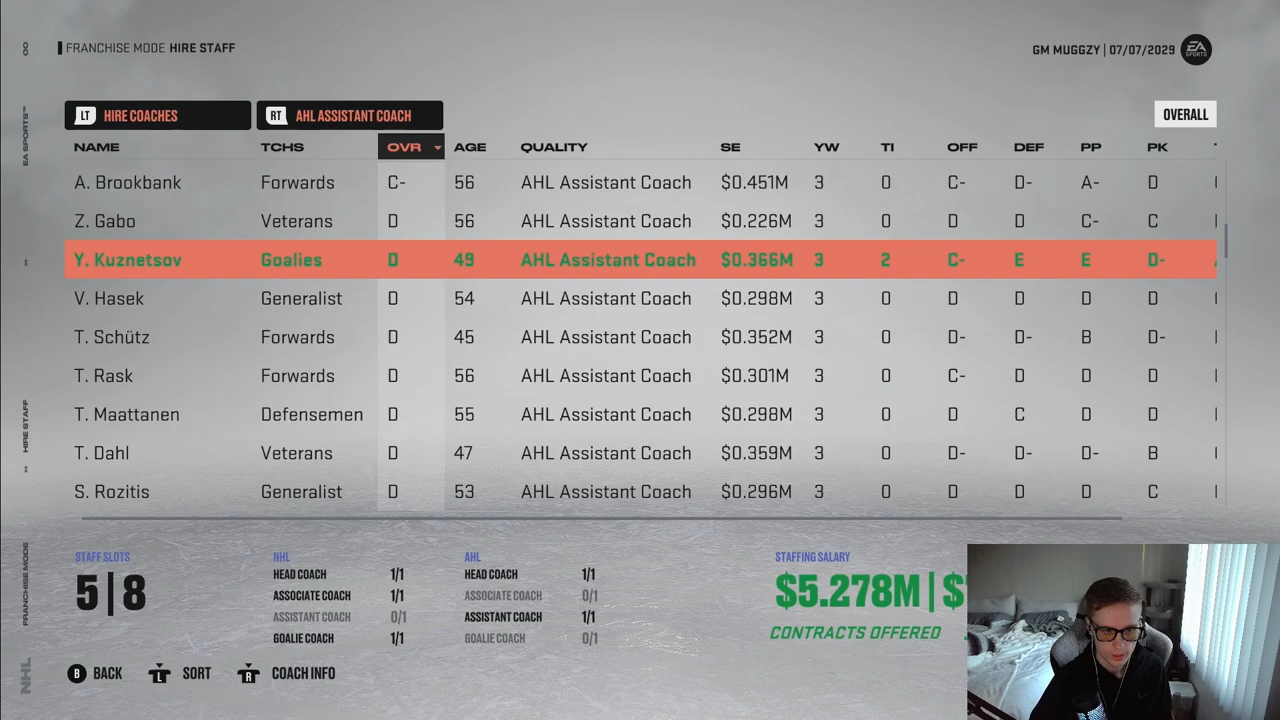 FRANCHISE MODE HIRE STAFF
GM MUGGZY | 07/07/2029
EA SPORTS
LT HIRE COACHES RT AHL ASSISTANT COACH OVERALL
NAME TCHS OVR AGE QUALITY SE YW TI OFF DEF PP PK
A. Brookbank Forwards C- 56 AHL Assistant Coach $0.451M 3 0 C- D- A- D
Z. Gabo Veterans D 56 AHL Assistant Coach $0.226M 3 0 D D C- C
Y. Kuznetsov Goalies D 49 AHL Assistant Coach $0.366M 3 2 C- E E D-
V. Hasek Generalist D 54 AHL Assistant Coach $0.298M 3 0 D D D D
T. Schütz Forwards D 45 AHL Assistant Coach $0.352M 3 0 D- D- B D-
T. Rask Forwards D 56 AHL Assistant Coach $0.301M 3 0 C- D D D
T. Maattanen Defensemen D 55 AHL Assistant Coach $0.298M 3 0 D C D D
T. Dahl Veterans D 47 AHL Assistant Coach $0.359M 3 0 D- D- D- B
S. Rozitis Generalist D 53 AHL Assistant Coach $0.296M 3 0 D D D C
STAFF SLOTS
5|8
NHL
HEAD COACH 1/1
ASSOCIATE COACH 1/1
ASSISTANT COACH 0/1
GOALIE COACH 1/1
AHL
HEAD COACH 1/1
ASSOCIATE COACH 0/1
ASSISTANT COACH 1/1
GOALIE COACH 0/1
STAFFING SALARY
$5.278M | $
CONTRACTS OFFERED
B BACK L SORT R COACH INFO
EA SPORTS™
HIRE STAFF
FRANCHISE MODE
NHL